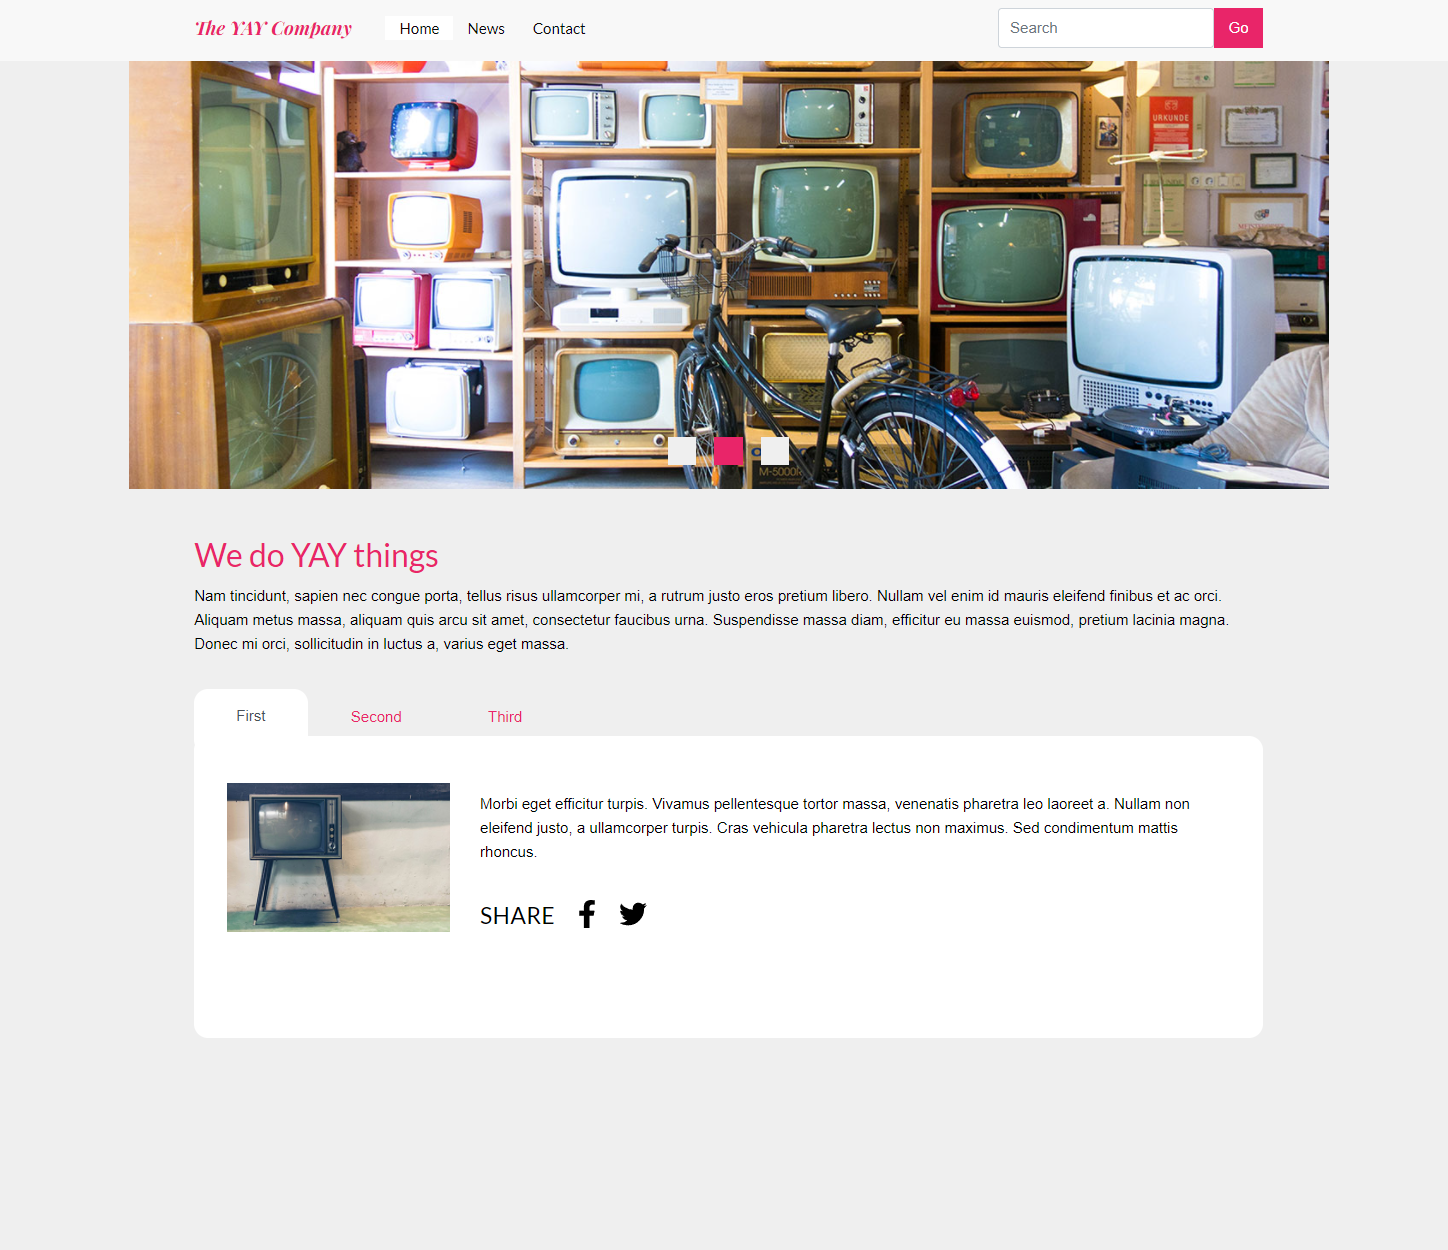 The YAY Company
Home
News
Contact
Search
Go
URKUNDE
M-5000
We do YAY things
Nam tincidunt, sapien nec congue porta, tellus risus ullamcorper mi, a rutrum justo eros pretium libero. Nullam vel enim id mauris eleifend finibus et ac orci.
Aliquam metus massa, aliquam quis arcu sit amet, consectetur faucibus urna. Suspendisse massa diam, efficitur eu massa euismod, pretium lacinia magna.
Donec mi orci, sollicitudin in luctus a, varius eget massa.
First
Second
Third
Morbi eget efficitur turpis. Vivamus pellentesque tortor massa, venenatis pharetra leo laoreet a. Nullam non
eleifend justo, a ullamcorper turpis. Cras vehicula pharetra lectus non maximus. Sed condimentum mattis
rhoncus.
SHARE